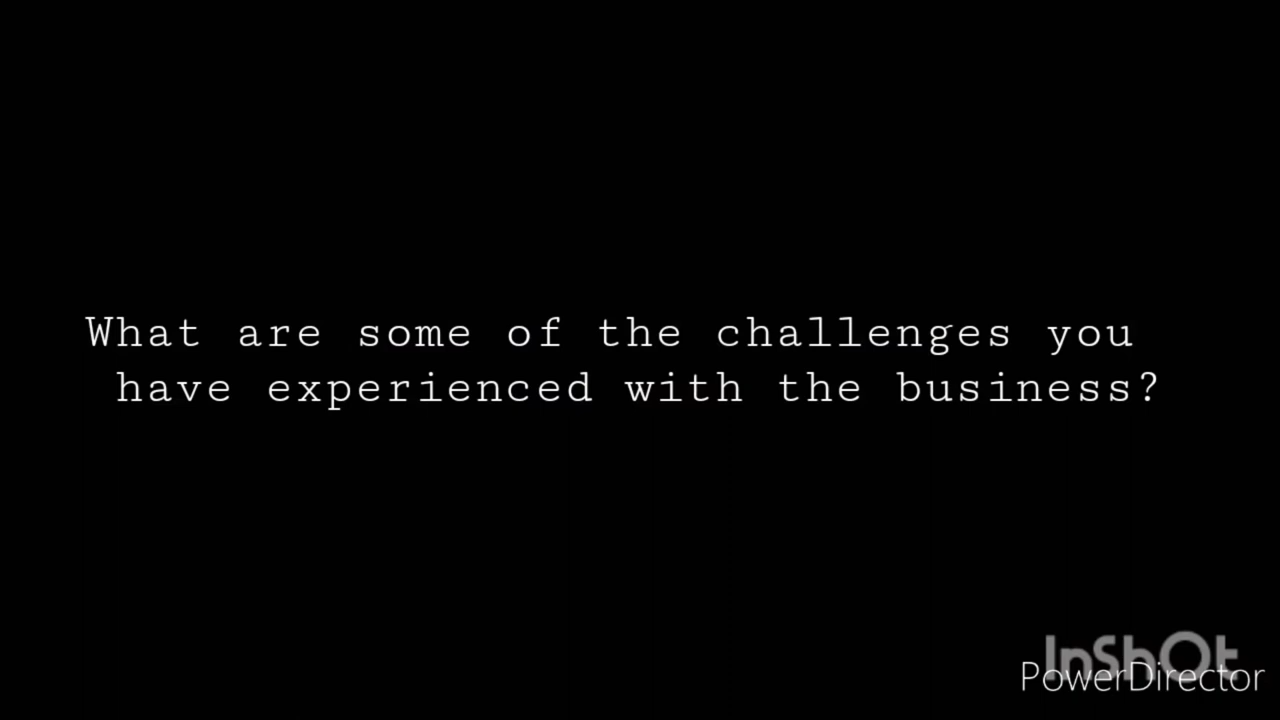 What are some of the challenges you
have experienced with the business?
InShOt
PowerDirector